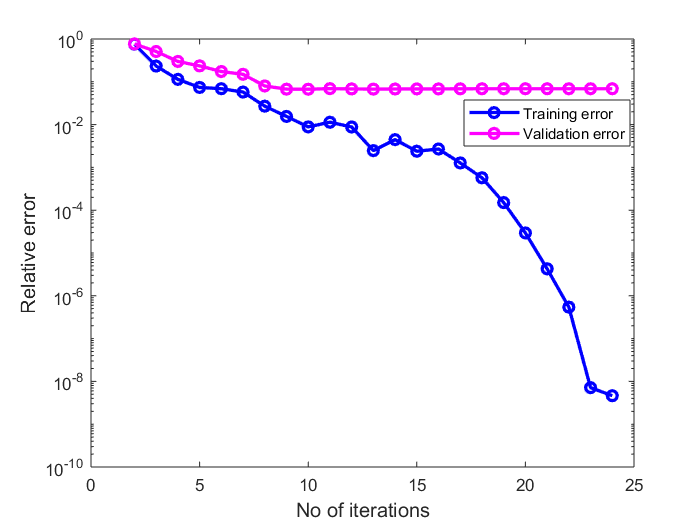 10^0
10^-2
10^-4
10^-6
10^-8
10^-10
Relative error
Training error
Validation error
0 5 10 15 20 25
No of iterations